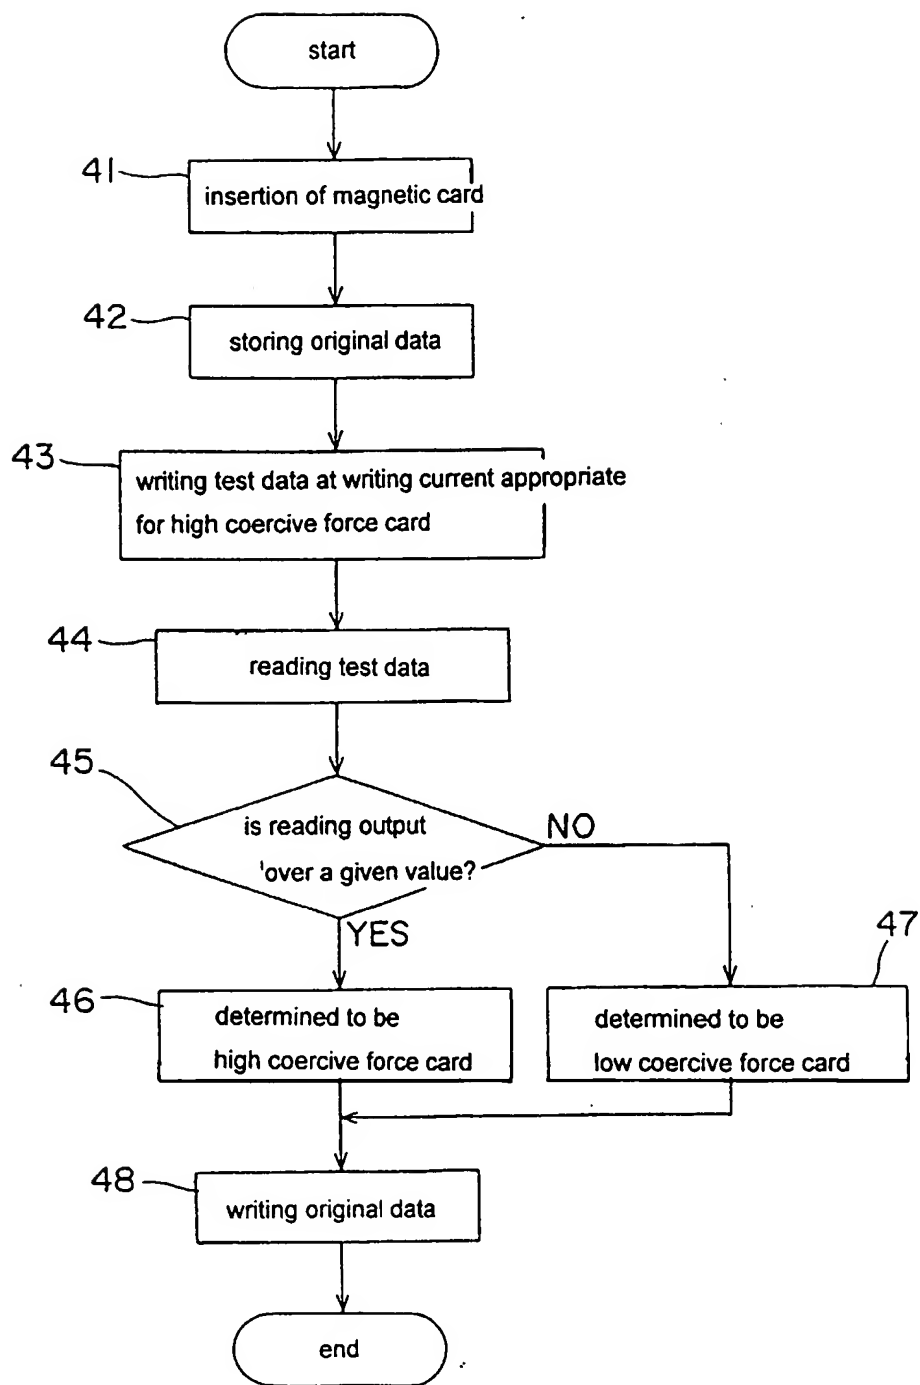 start
41
insertion of magnetic card
42
storing original data
43
writing test data at writing current appropriate
for high coercive force card
44
reading test data
45
is reading output
'over a given value?
NO
YES
46
determined to be
high coercive force card
47
determined to be
low coercive force card
48
writing original data
end